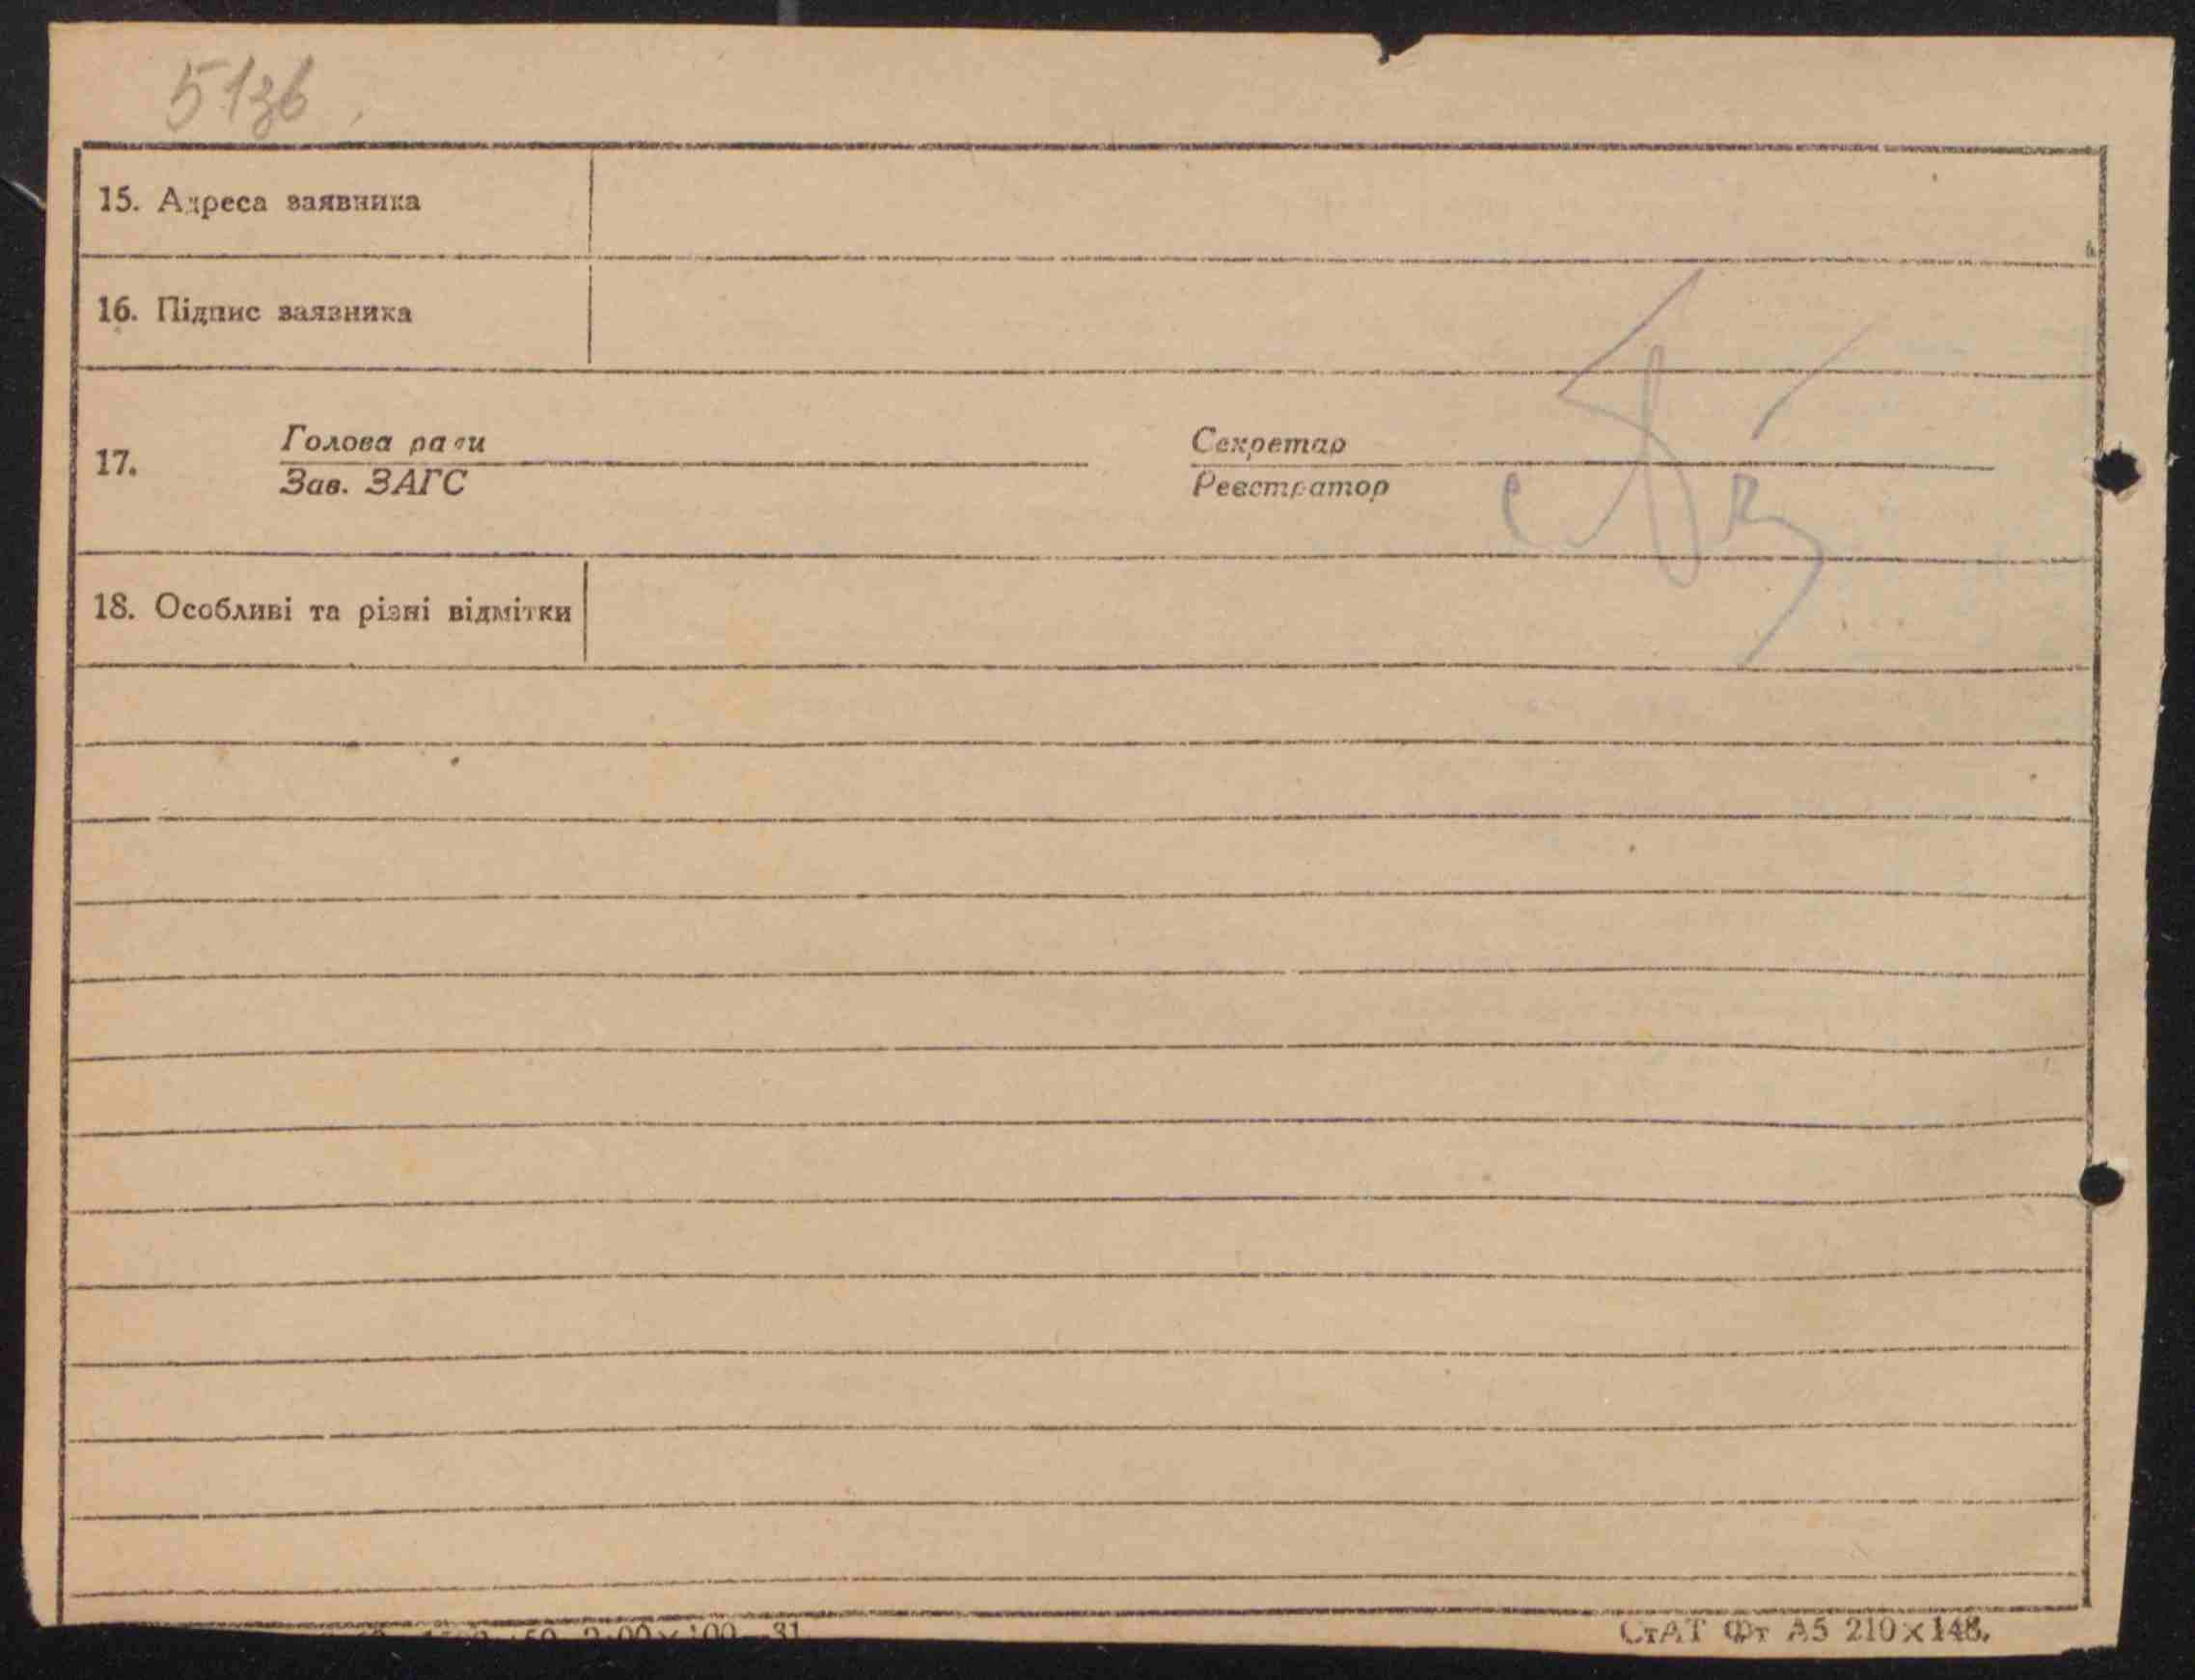 513б
15. Адреса заявника
16. Підпис заявника
17. Голова ради Секретар
Зав. ЗАГС Реєстратор
18. Особливі та різні відмітки
СтАТ Фт А5 210×148.